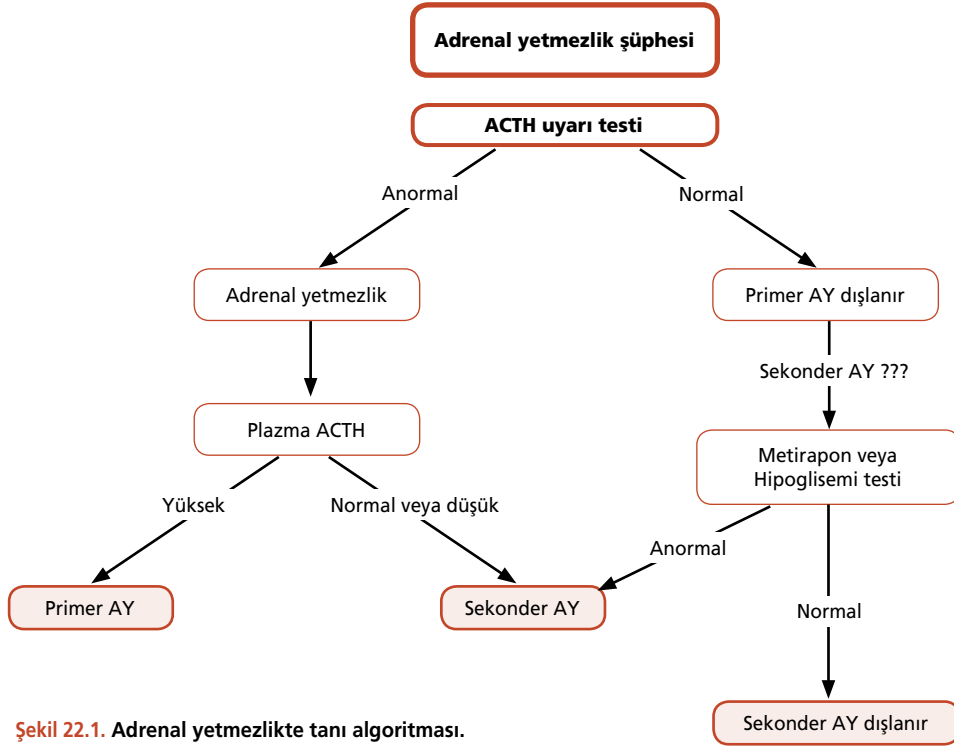 Adrenal yetmezlik şüphesi
ACTH uyarı testi
Anormal
Normal
Adrenal yetmezlik
Primer AY dışlanır
Sekonder AY ???
Plazma ACTH
Metirapon veya
Hipoglisemi testi
Yüksek
Normal veya düşük
Anormal
Primer AY
Sekonder AY
Normal
Sekonder AY dışlanır
Şekil 22.1. Adrenal yetmezlikte tanı algoritması.